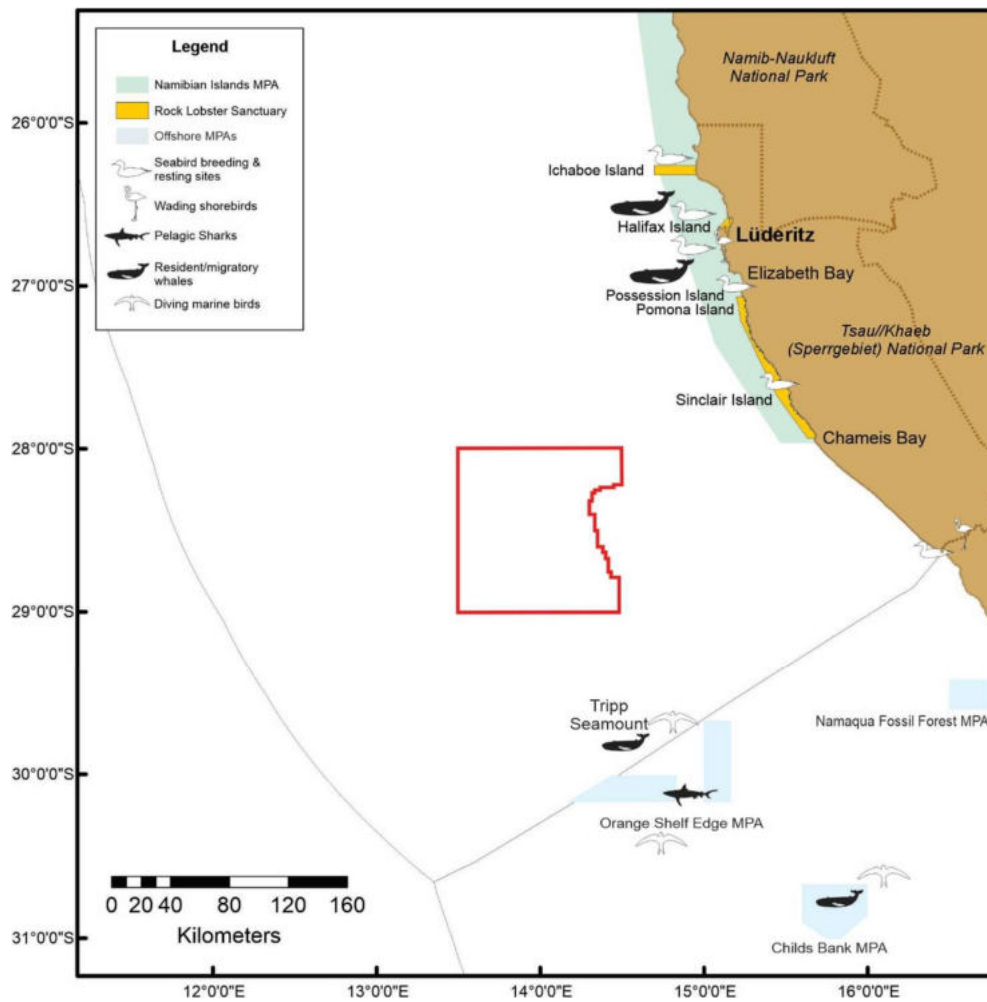 Legend
Namibian Islands MPA
Rock Lobster Sanctuary
Offshore MPAs
Seabird breeding &
resting sites
Wading shorebirds
Pelagic Sharks
Resident/migratory
whales
Diving marine birds
Namib-Naukluft
National Park
Ichaboe Island
Halifax Island
Lüderitz
Elizabeth Bay
Possession Island
Pomona Island
Tsau//Khaeb
(Sperrgebiet) National Park
Sinclair Island
Chameis Bay
Tripp
Seamount
Namaqua Fossil Forest MPA
Orange Shelf Edge MPA
Childs Bank MPA
0 20 40 80 120 160
Kilometers
26°0'0"S
27°0'0"S
28°0'0"S
29°0'0"S
30°0'0"S
31°0'0"S
12°0'0"E 13°0'0"E 14°0'0"E 15°0'0"E 16°0'0"E